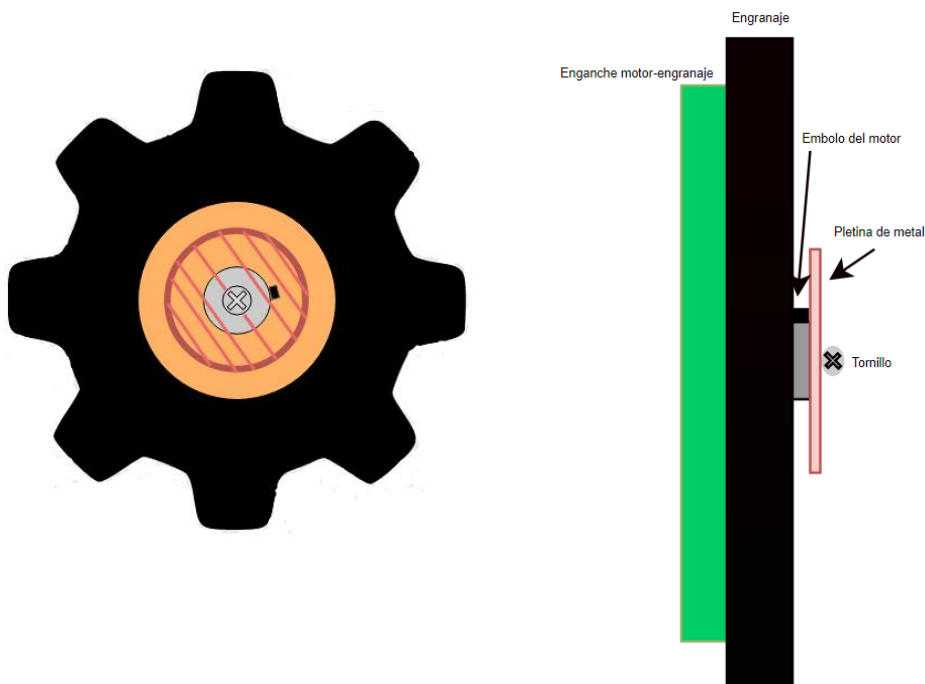 Engranaje
Enganche motor-engranaje
Embolo del motor
Pletina de metal
Tornillo